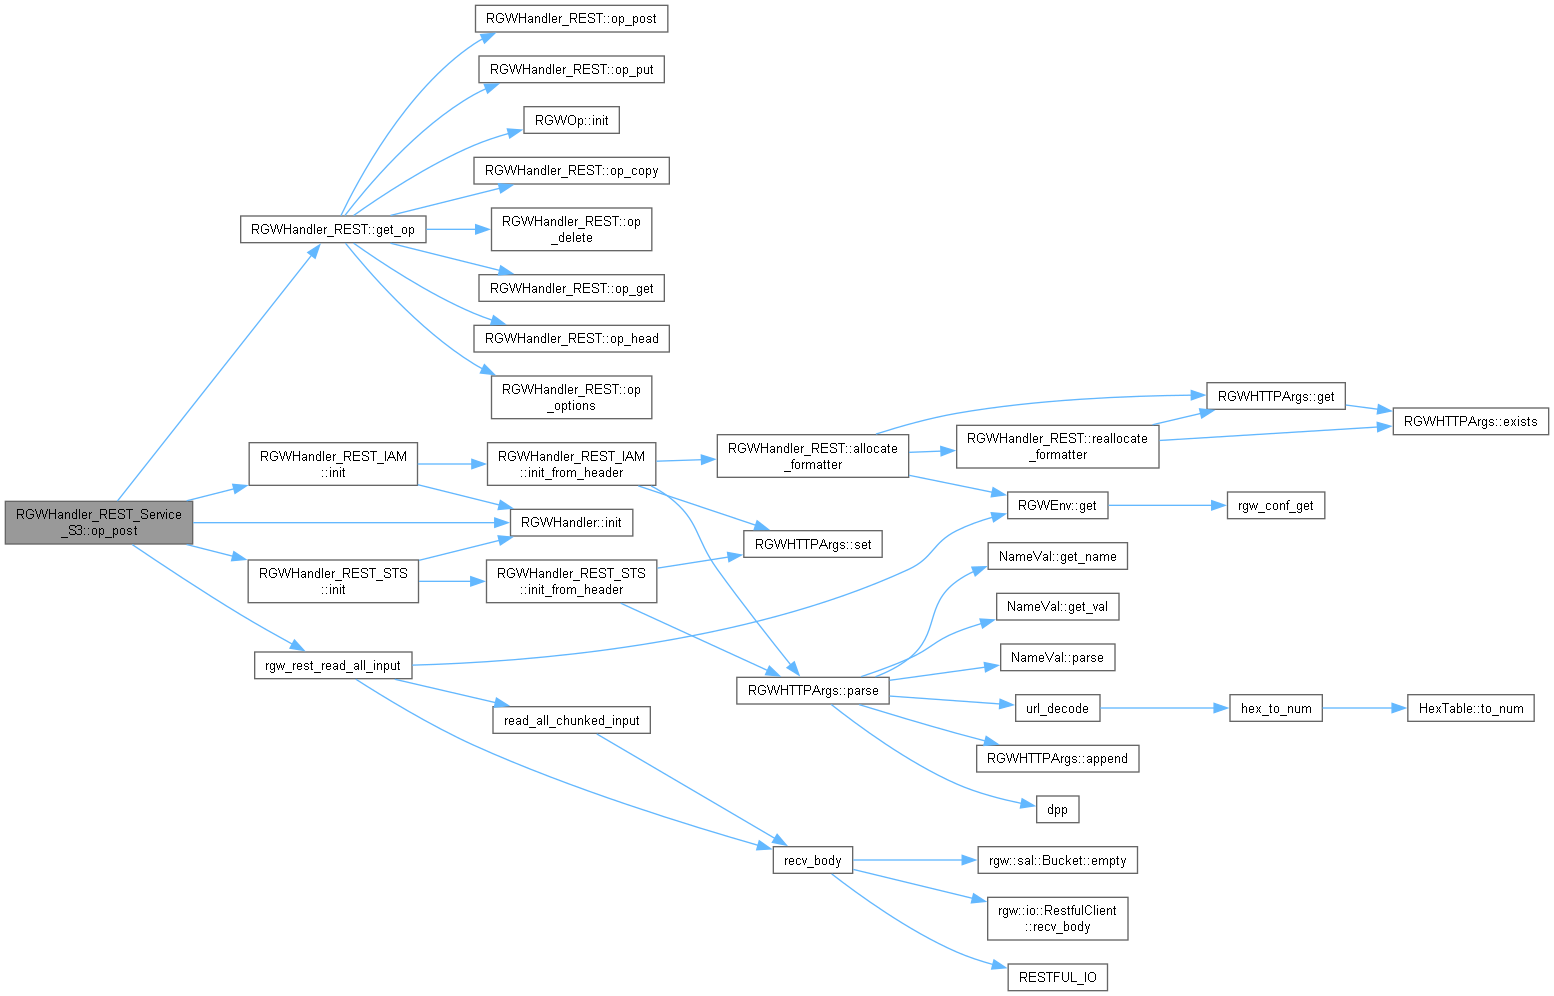 RGWHandler_REST_Service
_S3::op_post
RGWHandler_REST::get_op
RGWHandler_REST::op_post
RGWHandler_REST::op_put
RGWOp::init
RGWHandler_REST::op_copy
RGWHandler_REST::op
_delete
RGWHandler_REST::op_get
RGWHandler_REST::op_head
RGWHandler_REST::op
_options
RGWHandler_REST_IAM
::init
RGWHandler_REST_IAM
::init_from_header
RGWHandler::init
RGWHandler_REST_STS
::init
RGWHandler_REST_STS
::init_from_header
rgw_rest_read_all_input
read_all_chunked_input
RGWHandler_REST::allocate
_formatter
RGWHandler_REST::reallocate
_formatter
RGWHTTPArgs::get
RGWHTTPArgs::exists
RGWEnv::get
rgw_conf_get
RGWHTTPArgs::set
RGWHTTPArgs::parse
NameVal::get_name
NameVal::get_val
NameVal::parse
url_decode
hex_to_num
HexTable::to_num
RGWHTTPArgs::append
dpp
recv_body
rgw::sal::Bucket::empty
rgw::io::RestfulClient
::recv_body
RESTFUL_IO